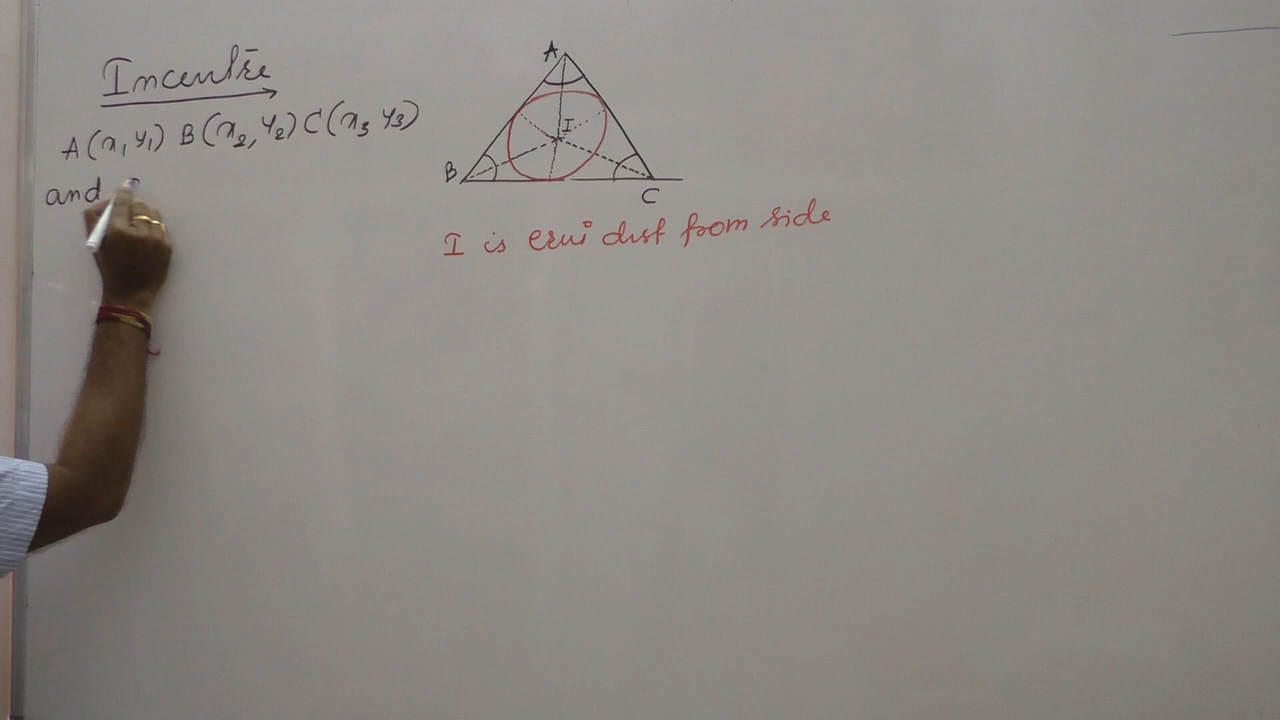 Incentre
A(x1, y1) B(x2, y2) C(x3 y3)
and
A
I
B
C
I is equi dist from side